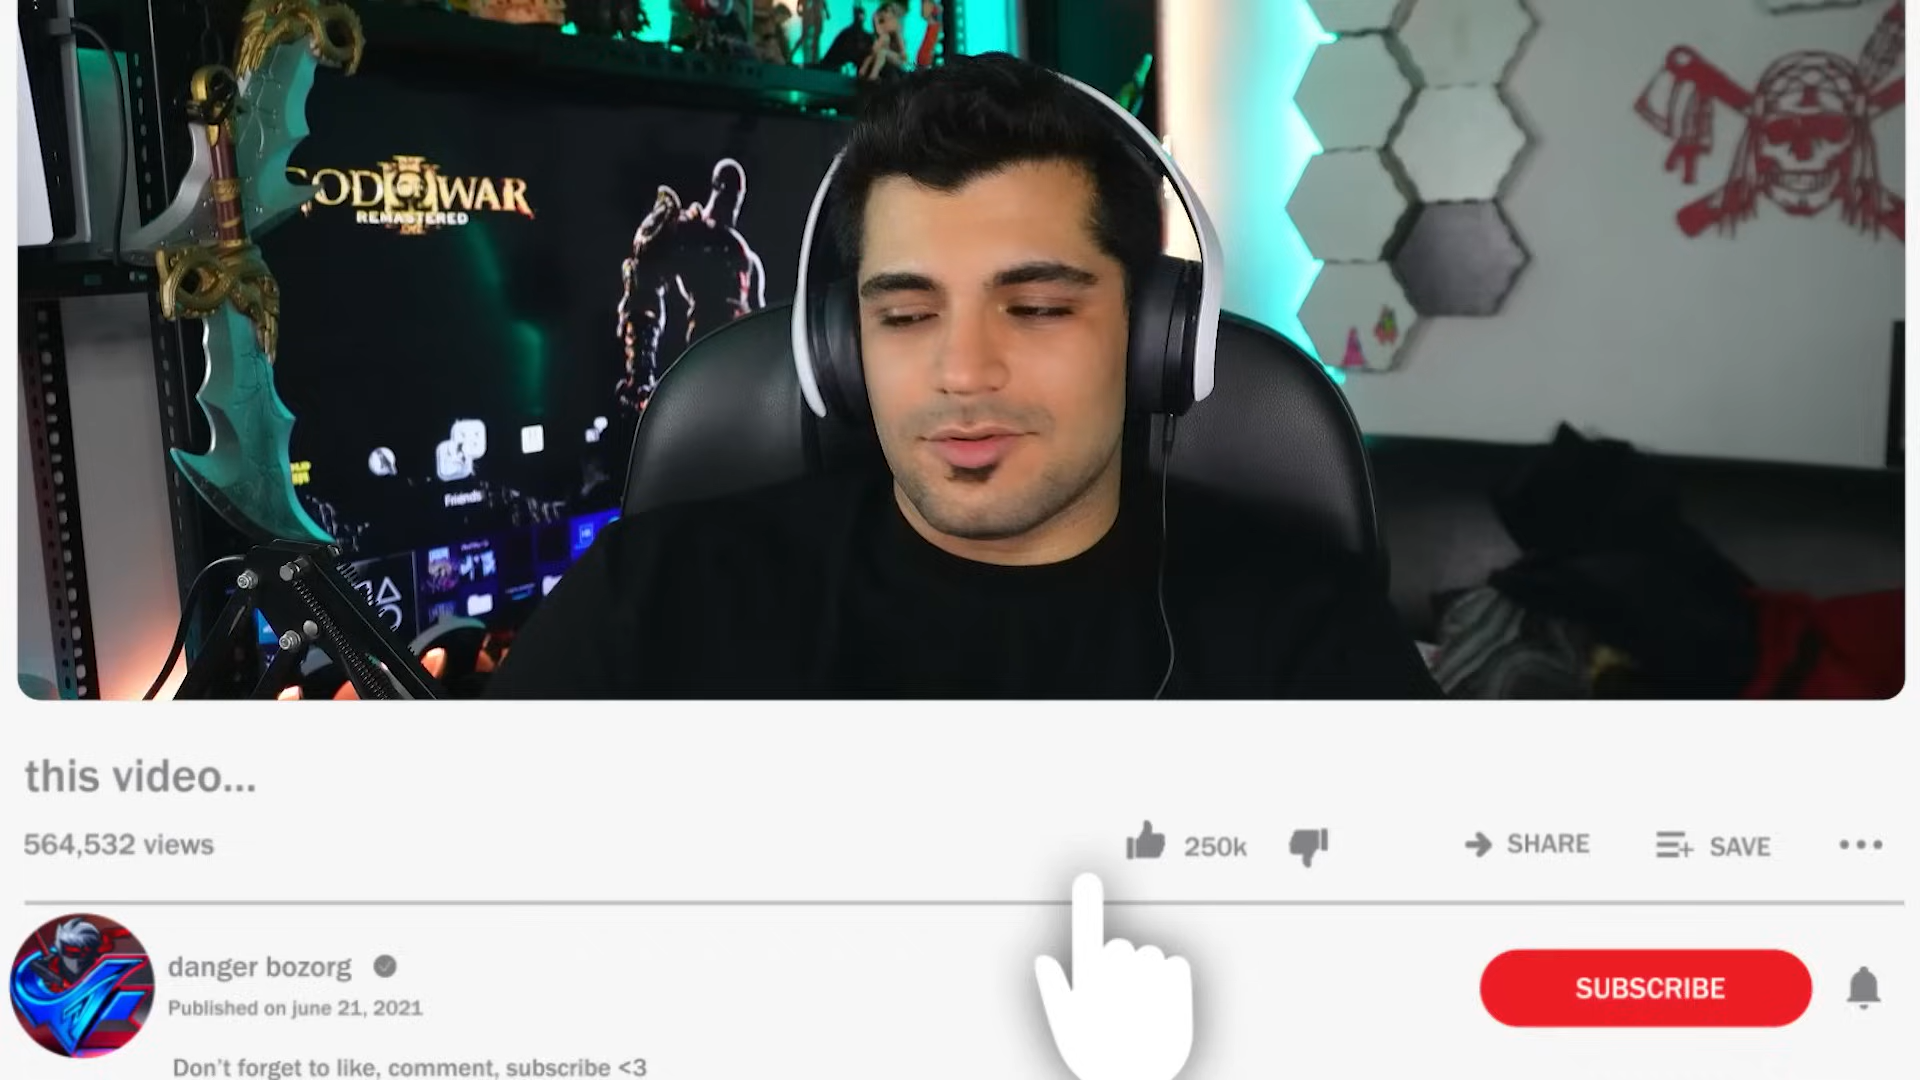 GOD OF WAR
REMASTERED
Friends
this video...
564,532 views
250k
SHARE
SAVE
danger bozorg
Published on june 21, 2021
SUBSCRIBE
Don't forget to like, comment, subscribe <3